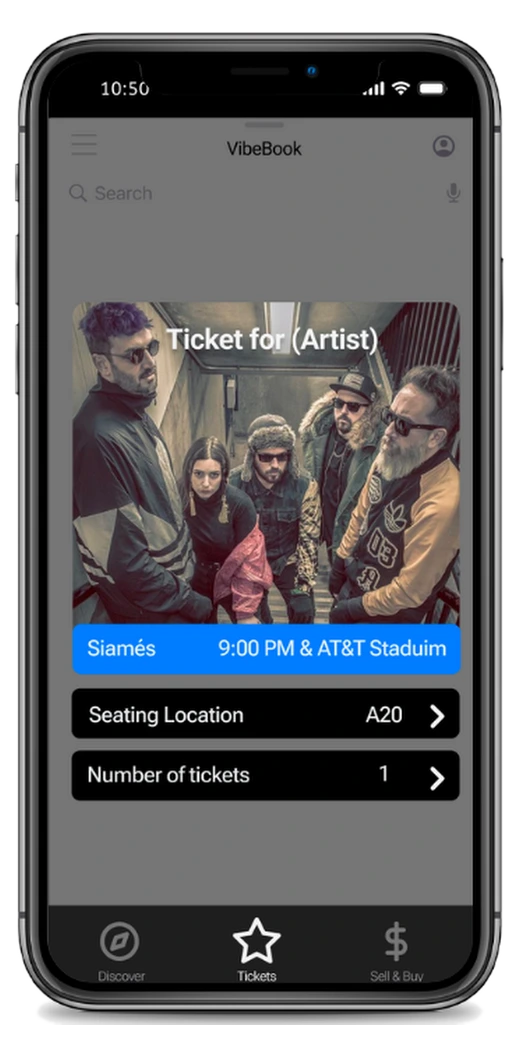 10:50
VibeBook
Search
Ticket for (Artist)
Siamés 9:00 PM & AT&T Staduim
Seating Location A20 
Number of tickets 1
Discover Tickets Sell & Buy